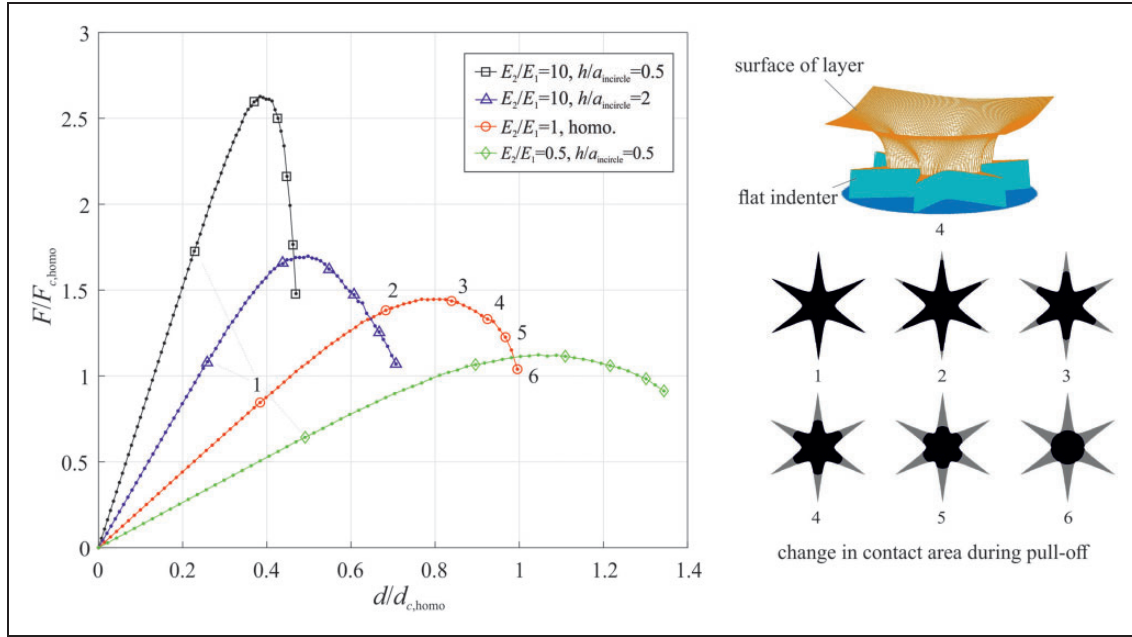 3
2.5
2
1.5
1
0.5
0
0 0.2 0.4 0.6 0.8 1 1.2 1.4
F/F_c,homo
d/d_c,homo
E₂/E₁=10, h/a_incircle=0.5
E₂/E₁=10, h/a_incircle=2
E₂/E₁=1, homo.
E₂/E₁=0.5, h/a_incircle=0.5
1
2
3
4
5
6
surface of layer
flat indenter
4
1 2 3
4 5 6
change in contact area during pull-off